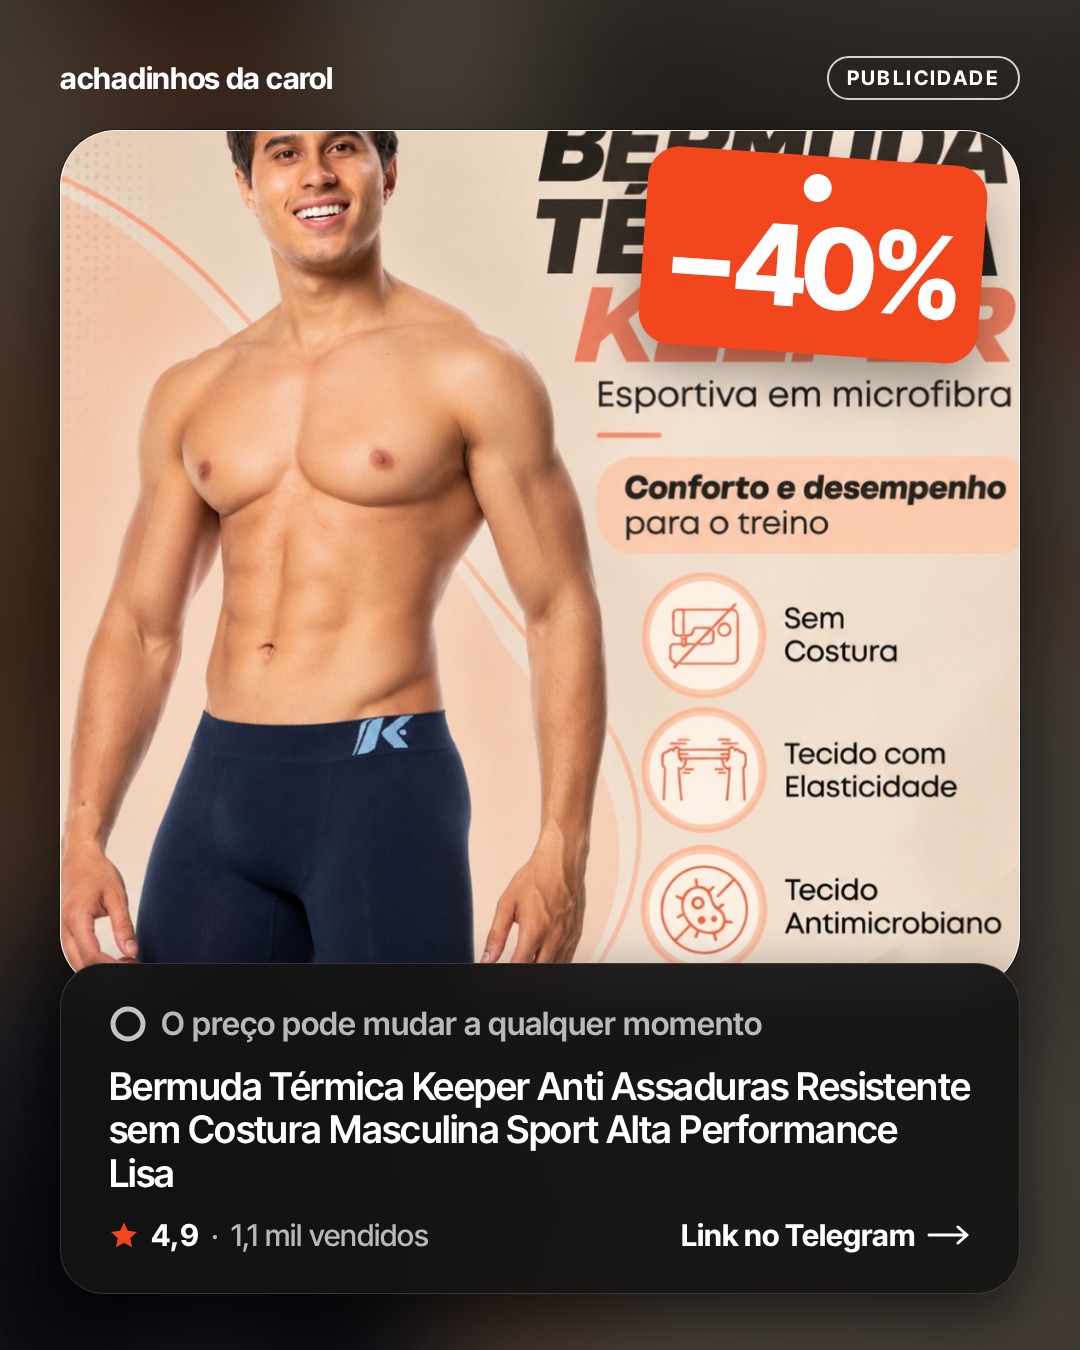 achadinhos da carol
PUBLICIDADE
BERMUDA
-40%
Esportiva em microfibra
Conforto e desempenho
para o treino
Sem
Costura
Tecido com
Elasticidade
Tecido
Antimicrobiano
O preço pode mudar a qualquer momento
Bermuda Térmica Keeper Anti Assaduras Resistente
sem Costura Masculina Sport Alta Performance
Lisa
4,9 · 1,1 mil vendidos
Link no Telegram →